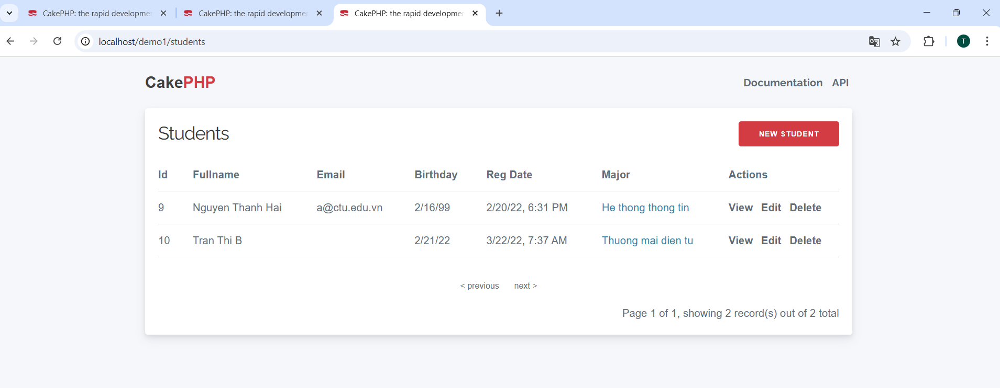 CakePHP: the rapid developmen CakePHP: the rapid developmen CakePHP: the rapid developmen
localhost/demo1/students T
CakePHP Documentation API
Students NEW STUDENT
Id Fullname Email Birthday Reg Date Major Actions
9 Nguyen Thanh Hai a@ctu.edu.vn 2/16/99 2/20/22, 6:31 PM He thong thong tin View Edit Delete
10 Tran Thi B 2/21/22 3/22/22, 7:37 AM Thuong mai dien tu View Edit Delete
< previous next >
Page 1 of 1, showing 2 record(s) out of 2 total